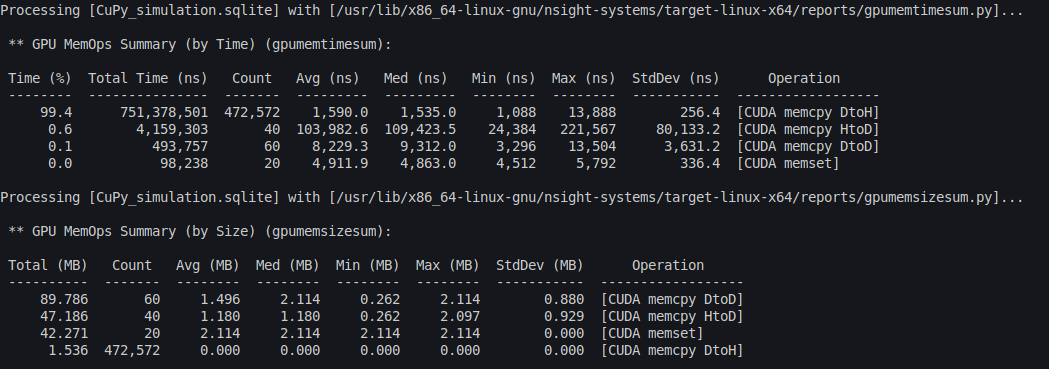 Processing [CuPy_simulation.sqlite] with [/usr/lib/x86_64-linux-gnu/nsight-systems/target-linux-x64/reports/gpumemtimesum.py]...
** GPU MemOps Summary (by Time) (gpumemtimesum):
Time (%)  Total Time (ns)   Count   Avg (ns)   Med (ns)   Min (ns)  Max (ns)  StdDev (ns)      Operation
--------  ---------------  -------  ---------  ---------  --------  --------  -----------  ------------------
99.4      751,378,501  472,572    1,590.0    1,535.0     1,088    13,888        256.4  [CUDA memcpy DtoH]
0.6        4,159,303       40  103,982.6  109,423.5    24,384   221,567     80,133.2  [CUDA memcpy HtoD]
0.1          493,757       60    8,229.3    9,312.0     3,296    13,504      3,631.2  [CUDA memcpy DtoD]
0.0           98,238       20    4,911.9    4,863.0     4,512     5,792        336.4  [CUDA memset]
Processing [CuPy_simulation.sqlite] with [/usr/lib/x86_64-linux-gnu/nsight-systems/target-linux-x64/reports/gpumemsizesum.py]...
** GPU MemOps Summary (by Size) (gpumemsizesum):
Total (MB)   Count   Avg (MB)  Med (MB)  Min (MB)  Max (MB)  StdDev (MB)      Operation
----------  -------  --------  --------  --------  --------  -----------  ------------------
89.786       60     1.496     2.114     0.262     2.114        0.880  [CUDA memcpy DtoD]
47.186       40     1.180     1.180     0.262     2.097        0.929  [CUDA memcpy HtoD]
42.271       20     2.114     2.114     2.114     2.114        0.000  [CUDA memset]
1.536  472,572     0.000     0.000     0.000     0.000        0.000  [CUDA memcpy DtoH]